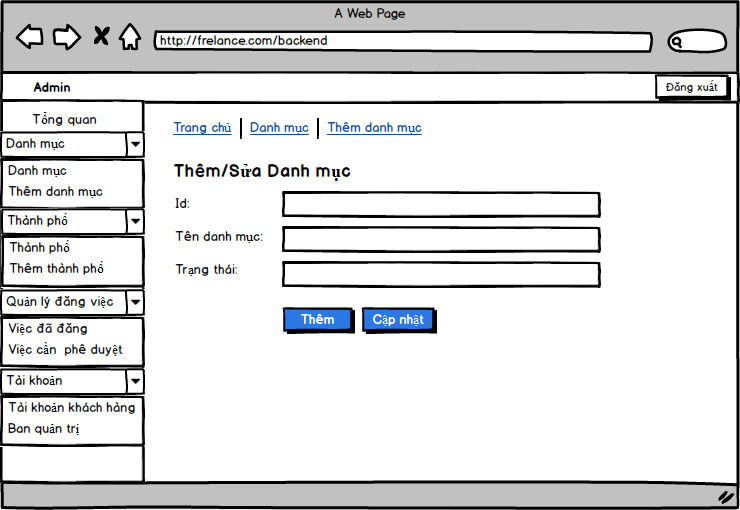 A Web Page
http://frelance.com/backend
Admin
Đăng xuất
Tổng quan
Danh mục
Danh mục
Thêm danh mục
Thành phố
Thành phố
Thêm thành phố
Quản lý đăng việc
Việc đã đăng
Việc cần phê duyệt
Tài khoản
Tài khoản khách hàng
Ban quản trị
Trang chủ | Danh mục | Thêm danh mục
Thêm/Sửa Danh mục
Id:
Tên danh mục:
Trạng thái:
Thêm Cập nhật